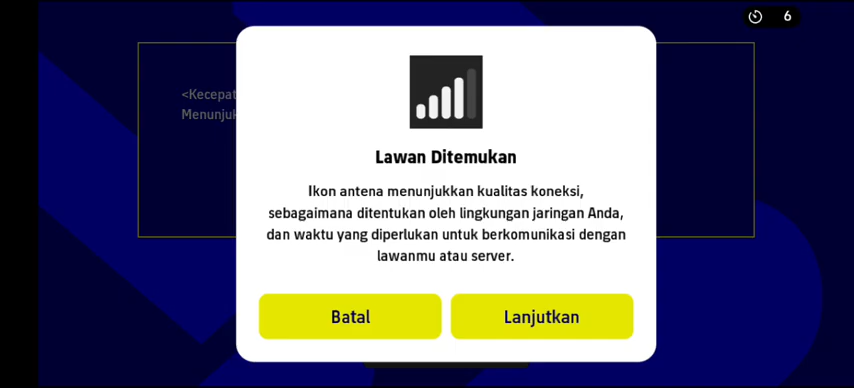 6
<Kecepat
Menunjuk
Lawan Ditemukan
Ikon antena menunjukkan kualitas koneksi,
sebagaimana ditentukan oleh lingkungan jaringan Anda,
dan waktu yang diperlukan untuk berkomunikasi dengan
lawanmu atau server.
Batal
Lanjutkan